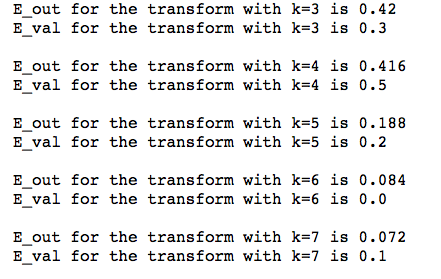 E_out for the transform with k=3 is 0.42
E_val for the transform with k=3 is 0.3
E_out for the transform with k=4 is 0.416
E_val for the transform with k=4 is 0.5
E_out for the transform with k=5 is 0.188
E_val for the transform with k=5 is 0.2
E_out for the transform with k=6 is 0.084
E_val for the transform with k=6 is 0.0
E_out for the transform with k=7 is 0.072
E_val for the transform with k=7 is 0.1